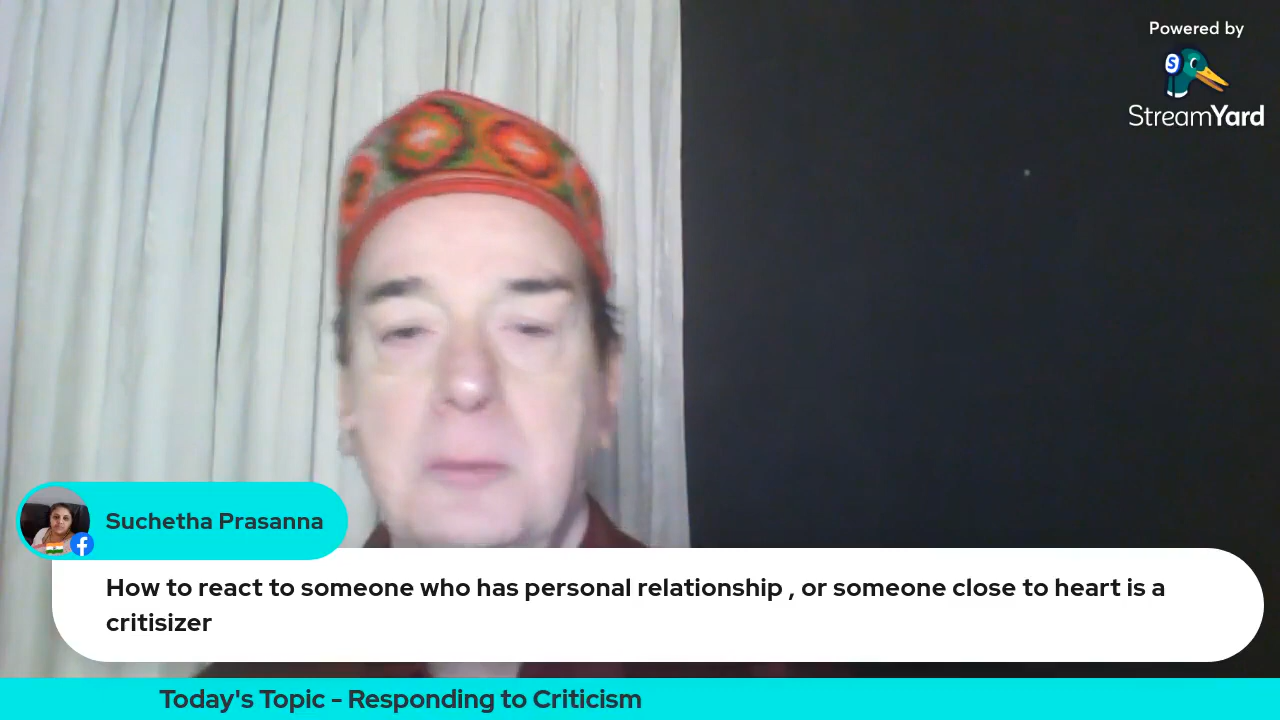 Powered by
S
StreamYard
Suchetha Prasanna
How to react to someone who has personal relationship , or someone close to heart is a
critisizer
Today's Topic - Responding to Criticism